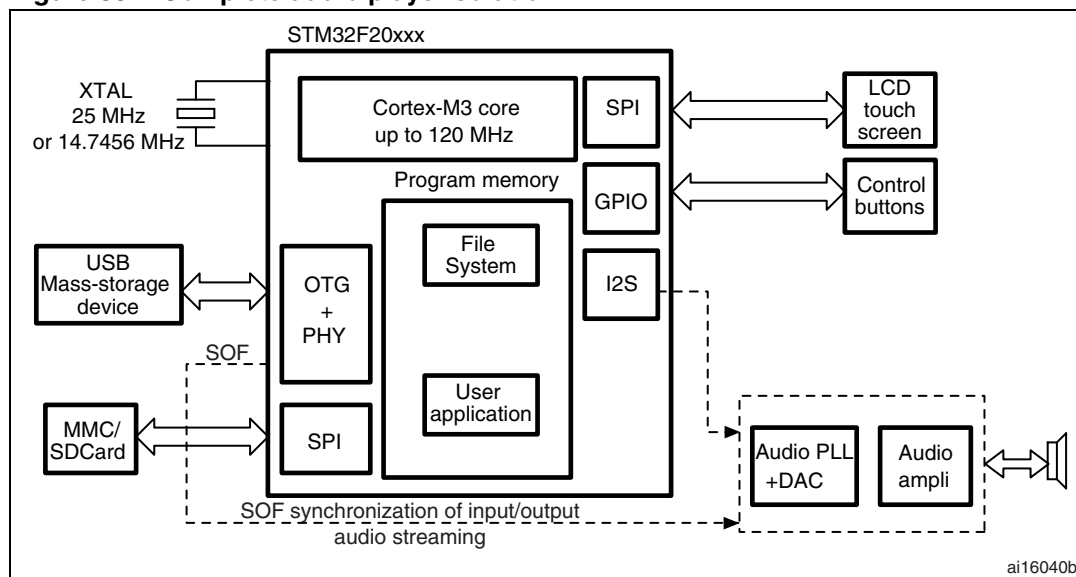 STM32F20xxx
XTAL
25 MHz
or 14.7456 MHz
Cortex-M3 core
up to 120 MHz
SPI
LCD
touch
screen
Program memory
GPIO
Control
buttons
File
System
I2S
USB
Mass-storage
device
OTG
+
PHY
SOF
User
application
MMC/
SDCard
SPI
Audio PLL
+DAC
Audio
ampli
SOF synchronization of input/output
audio streaming
ai16040b